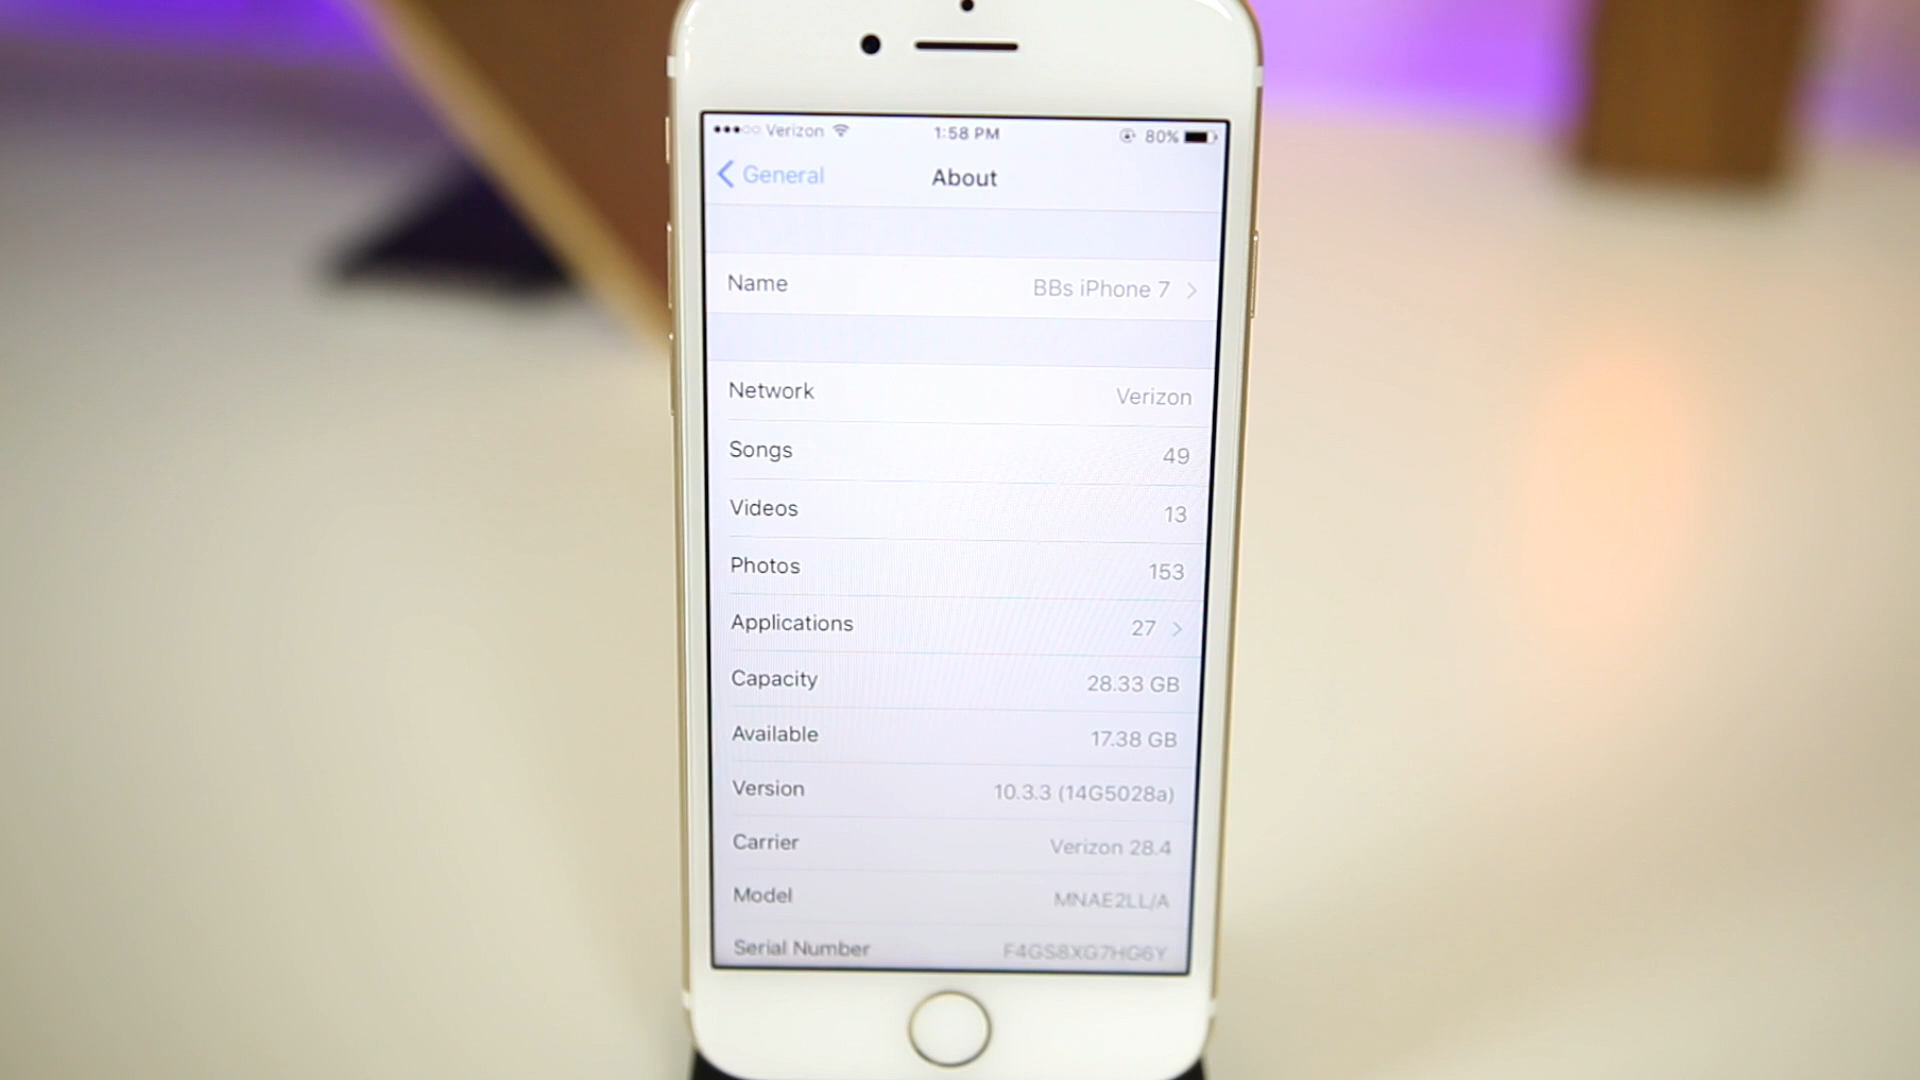 Verizon 1:58 PM 80%
General About
Name BBs iPhone 7
Network Verizon
Songs 49
Videos 13
Photos 153
Applications 27
Capacity 28.33 GB
Available 17.38 GB
Version 10.3.3 (14G5028a)
Carrier Verizon 28.4
Model MNAE2LL/A
Serial Number F4GS8XG7HG6Y